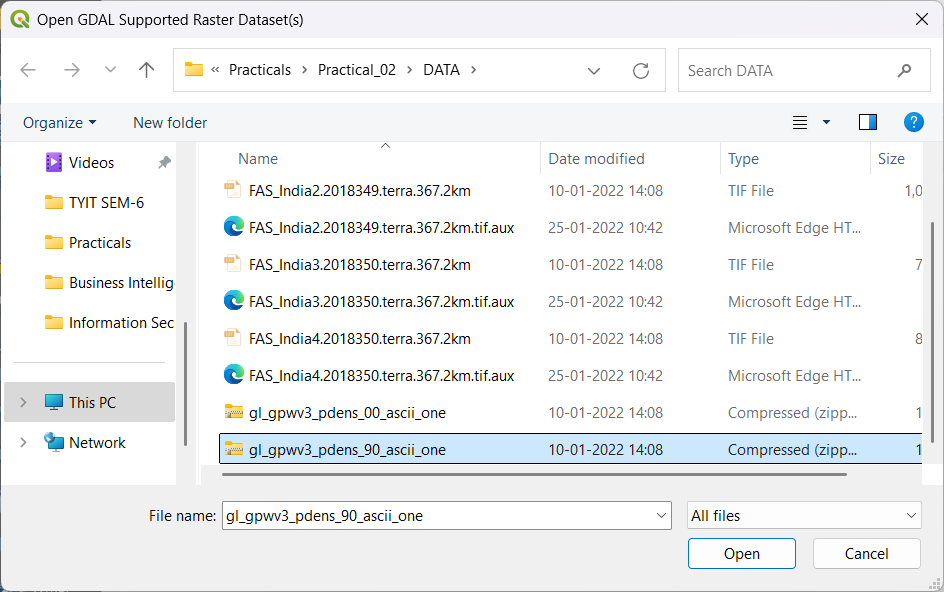 Open GDAL Supported Raster Dataset(s)
« Practicals > Practical_02 > DATA >
Search DATA
Organize
New folder
Name
Date modified
Type
Size
Videos
TYIT SEM-6
Practicals
Business Intellig
Information Sec
This PC
Network
FAS_India2.2018349.terra.367.2km 10-01-2022 14:08 TIF File 1,0
FAS_India2.2018349.terra.367.2km.tif.aux 25-01-2022 10:42 Microsoft Edge HT...
FAS_India3.2018350.terra.367.2km 10-01-2022 14:08 TIF File 7
FAS_India3.2018350.terra.367.2km.tif.aux 25-01-2022 10:42 Microsoft Edge HT...
FAS_India4.2018350.terra.367.2km 10-01-2022 14:08 TIF File 8
FAS_India4.2018350.terra.367.2km.tif.aux 25-01-2022 10:42 Microsoft Edge HT...
gl_gpwv3_pdens_00_ascii_one 10-01-2022 14:08 Compressed (zipp... 1
gl_gpwv3_pdens_90_ascii_one 10-01-2022 14:08 Compressed (zipp... 1
File name: gl_gpwv3_pdens_90_ascii_one
All files
Open
Cancel